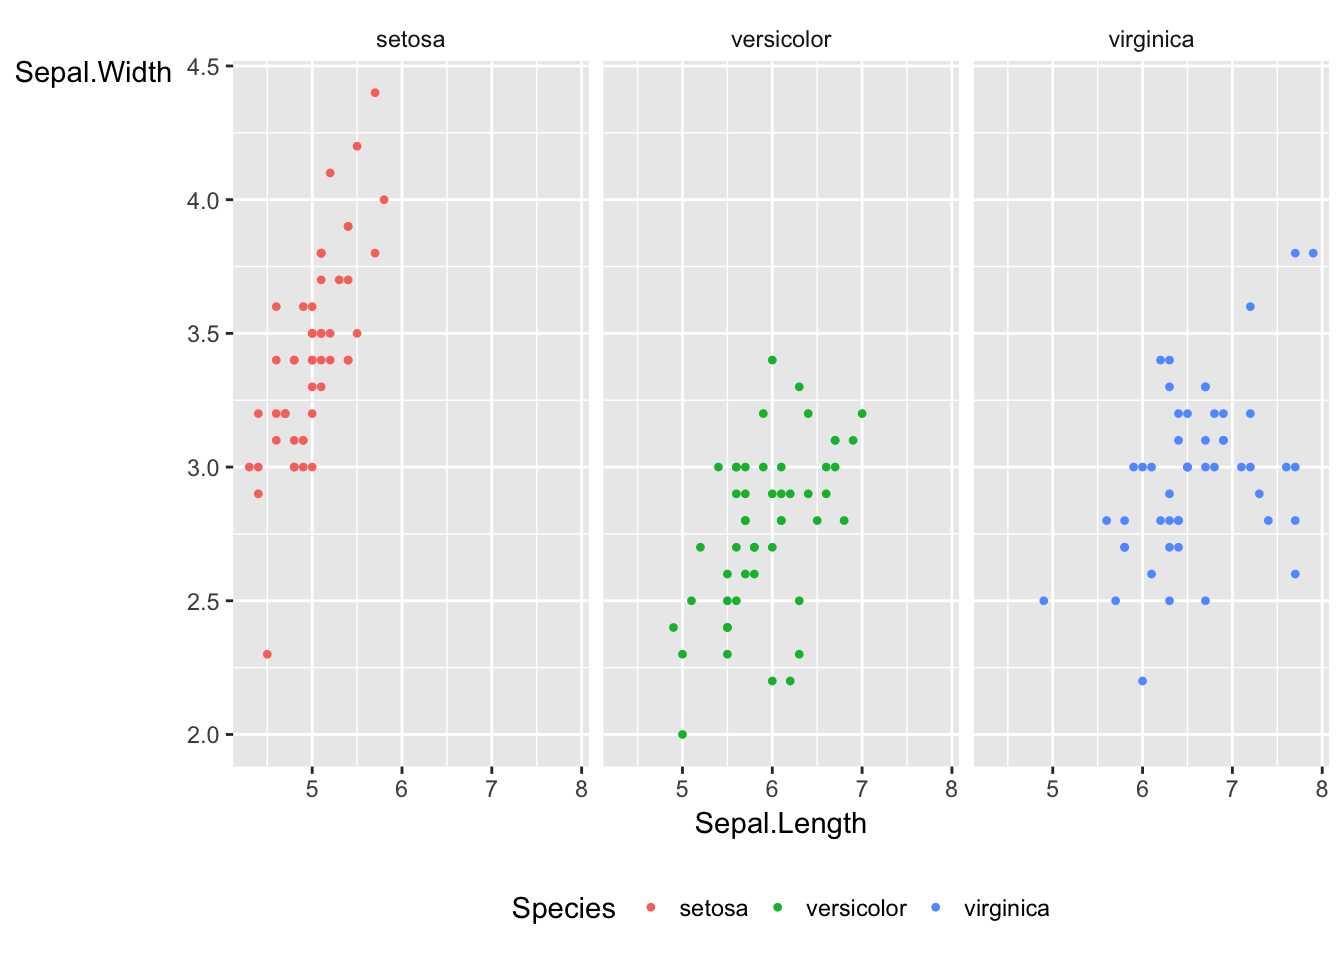 setosa versicolor virginica
Sepal.Width
4.5
4.0
3.5
3.0
2.5
2.0
5 6 7 8 5 6 7 8 5 6 7 8
Sepal.Length
Species setosa versicolor virginica